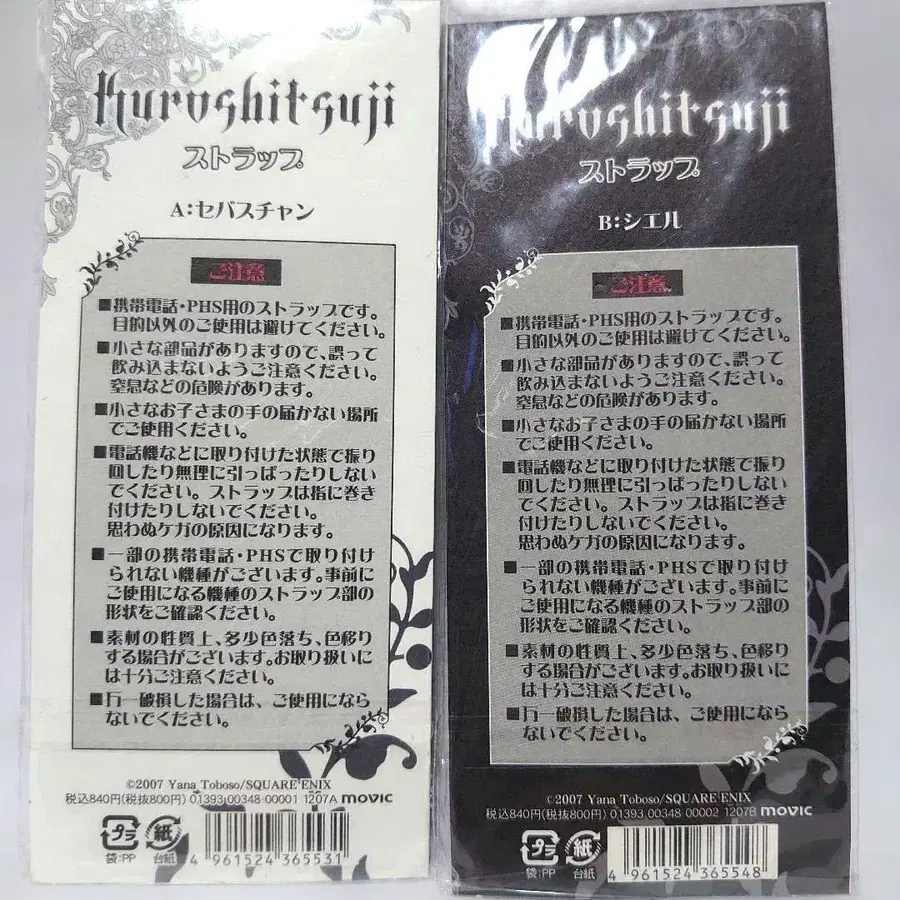 Kuroshitsuji
ストラップ
A:セバスチャン
ご注意
■携帯電話・PHS用のストラップです。
目的以外のご使用は避けてください。
■小さな部品がありますので、誤って
飲み込まないようご注意ください。
窒息などの危険があります。
■小さなお子さまの手の届かない場所
でご使用ください。
■電話機などに取り付けた状態で振り
回したり無理に引っぱったりしない
でください。ストラップは指に巻き
付けたりしないでください。
思わぬケガの原因になります。
■一部の携帯電話・PHSで取り付け
られない機種がございます。事前に
ご使用になる機種のストラップ部の
形状をご確認ください。
■素材の性質上、多少色落ち、色移り
する場合がございます。お取り扱いに
は十分ご注意ください。
■万一破損した場合は、ご使用になら
ないでください。
©2007 Yana Toboso/SQUARE ENIX
税込840円(税抜800円) 01393 00348 00001 1207A movic
プラ
袋:PP
紙
台紙
4 961524 365531
Kuroshitsuji
ストラップ
B:シエル
ご注意
■携帯電話・PHS用のストラップです。
目的以外のご使用は避けてください。
■小さな部品がありますので、誤って
飲み込まないようご注意ください。
窒息などの危険があります。
■小さなお子さまの手の届かない場所
でご使用ください。
■電話機などに取り付けた状態で振り
回したり無理に引っぱったりしない
でください。ストラップは指に巻き
付けたりしないでください。
思わぬケガの原因になります。
■一部の携帯電話・PHSで取り付け
られない機種がございます。事前に
ご使用になる機種のストラップ部の
形状をご確認ください。
■素材の性質上、多少色落ち、色移り
する場合がございます。お取り扱いに
は十分ご注意ください。
■万一破損した場合は、ご使用になら
ないでください。
©2007 Yana Toboso/SQUARE ENIX
税込840円(税抜800円) 01393 00348 00002 1207B movic
プラ
袋:PP
紙
台紙
4 961524 365548